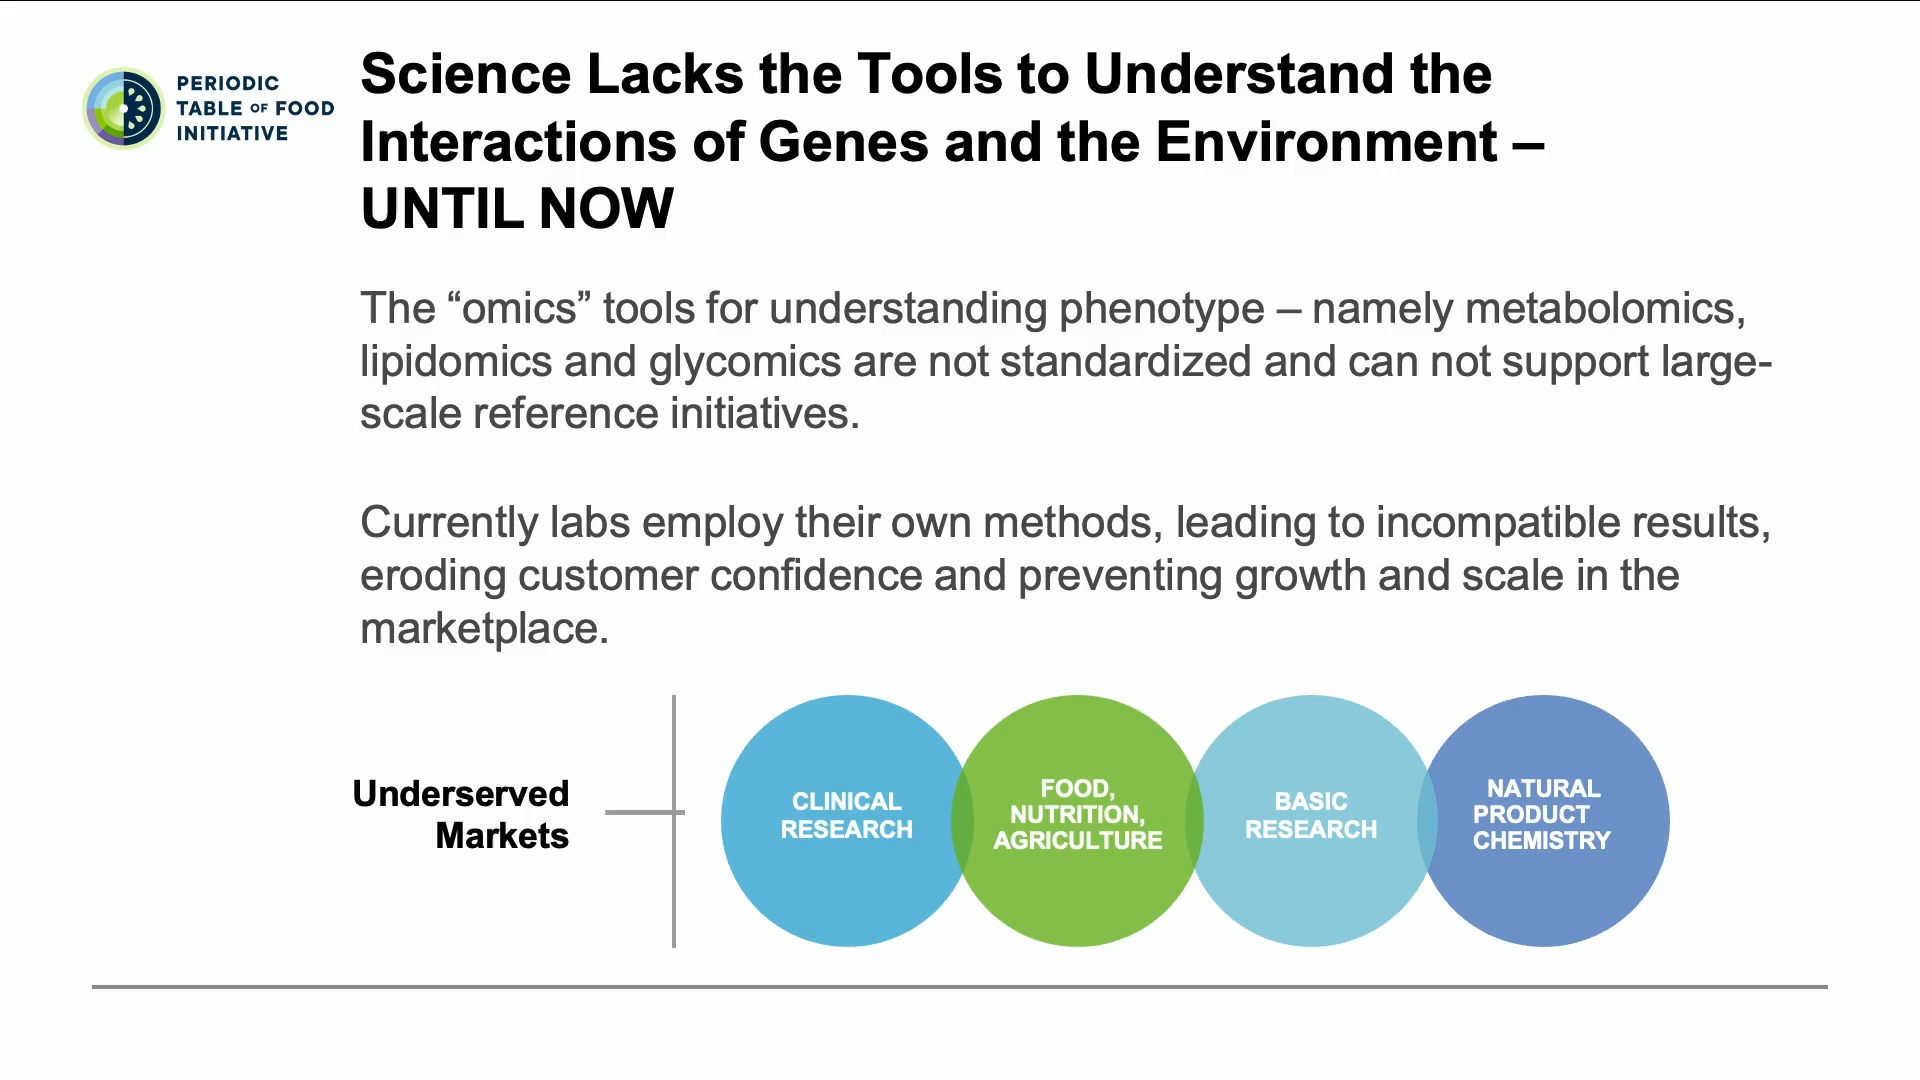 PERIODIC
TABLE OF FOOD
INITIATIVE
Science Lacks the Tools to Understand the
Interactions of Genes and the Environment –
UNTIL NOW
The “omics” tools for understanding phenotype – namely metabolomics,
lipidomics and glycomics are not standardized and can not support large-
scale reference initiatives.
Currently labs employ their own methods, leading to incompatible results,
eroding customer confidence and preventing growth and scale in the
marketplace.
Underserved
Markets
CLINICAL
RESEARCH
FOOD,
NUTRITION,
AGRICULTURE
BASIC
RESEARCH
NATURAL
PRODUCT
CHEMISTRY